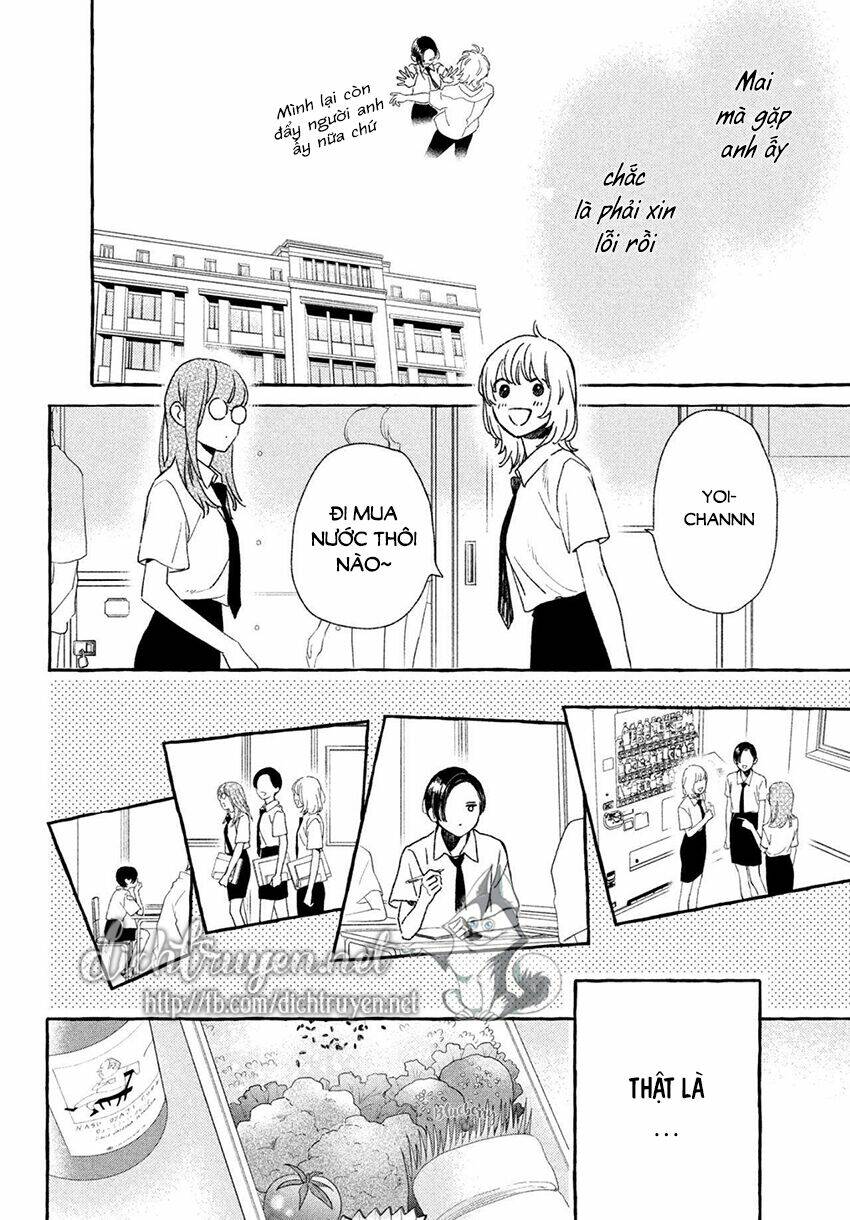 Mai
mà gặp
anh ấy
chắc
là phải xin
lỗi rồi
Mình lại còn
đẩy người anh
ấy nữa chứ
YOI-
CHANNN
ĐI MUA
NƯỚC THÔI
NÀO~
dichtruyen.net
http://fb.com/dichtruyen.net
THẬT LÀ
...